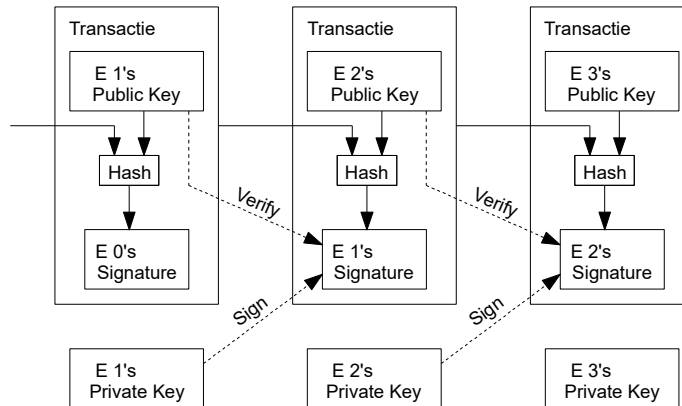 Transactie
E 1's
Public Key
Hash
E 0's
Signature
Transactie
E 2's
Public Key
Hash
E 1's
Signature
Transactie
E 3's
Public Key
Hash
E 2's
Signature
Verify
Verify
Sign
Sign
E 1's
Private Key
E 2's
Private Key
E 3's
Private Key